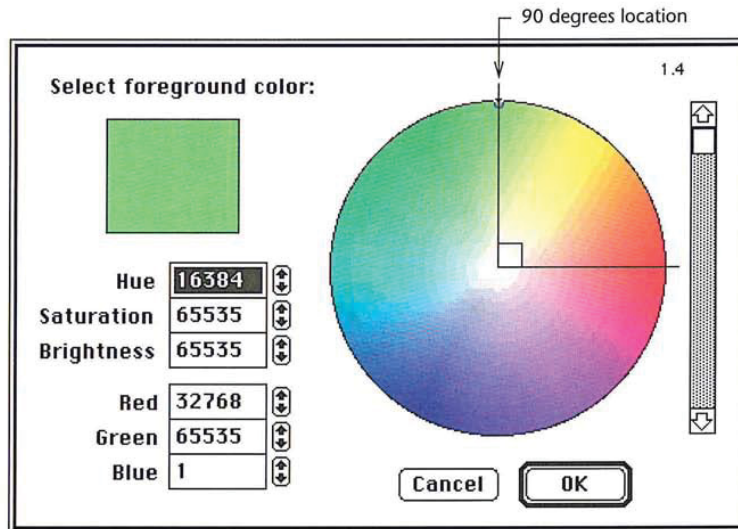 90 degrees location
1.4
Select foreground color:
Hue 16384
Saturation 65535
Brightness 65535
Red 32768
Green 65535
Blue 1
Cancel OK